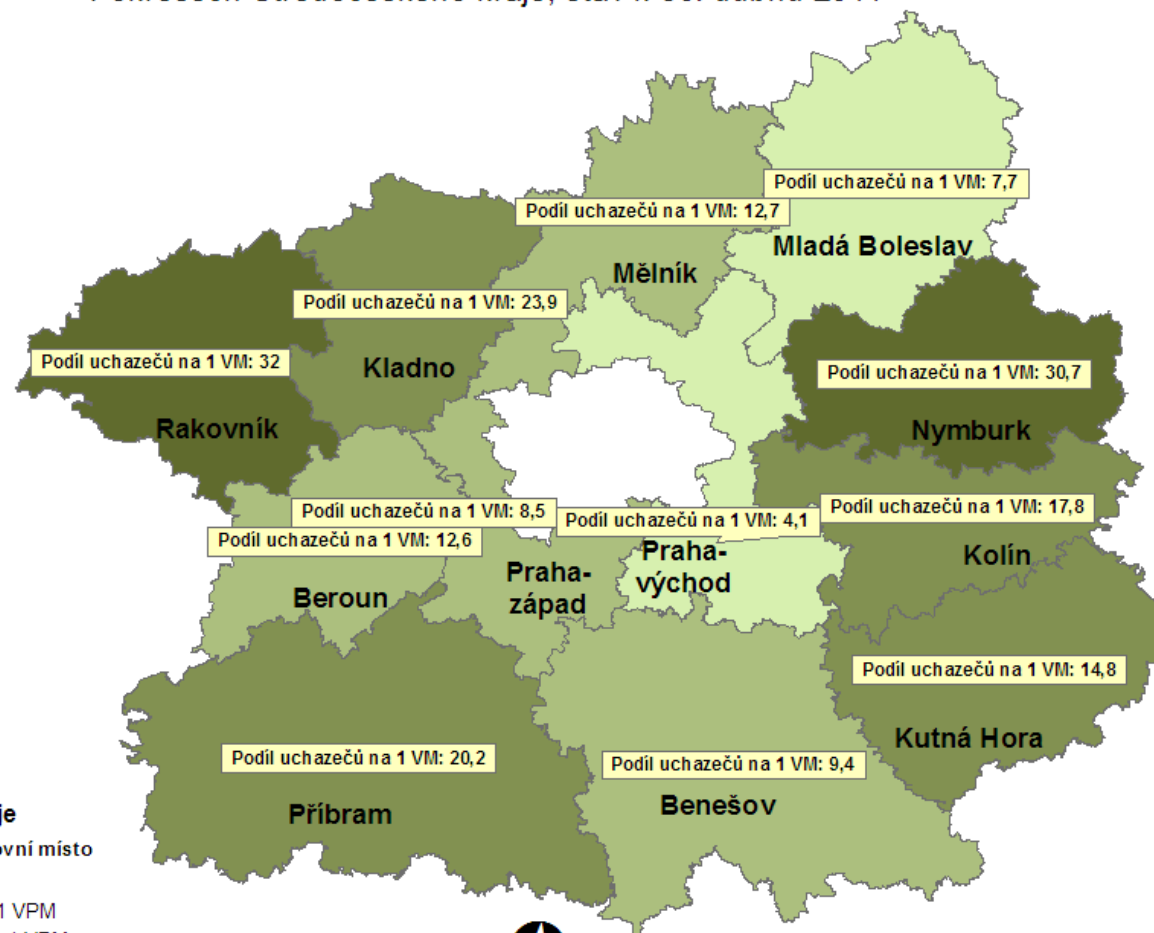 Podíl uchazečů na 1 VM: 7,7
Podíl uchazečů na 1 VM: 12,7
Mladá Boleslav
Mělník
Podíl uchazečů na 1 VM: 23,9
Podíl uchazečů na 1 VM: 32
Kladno
Podíl uchazečů na 1 VM: 30,7
Rakovník
Nymburk
Podíl uchazečů na 1 VM: 8,5
Podíl uchazečů na 1 VM: 4,1
Podíl uchazečů na 1 VM: 17,8
Podíl uchazečů na 1 VM: 12,6
Praha-
východ
Kolín
Praha-
západ
Beroun
Podíl uchazečů na 1 VM: 14,8
Kutná Hora
Podíl uchazečů na 1 VM: 20,2
Podíl uchazečů na 1 VM: 9,4
Benešov
Příbram
místo
1 VPM